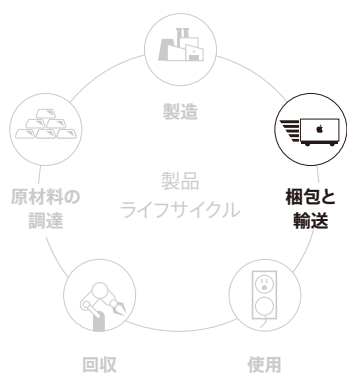 製造
原材料の
調達
製品
ライフサイクル
梱包と
輸送
回収
使用